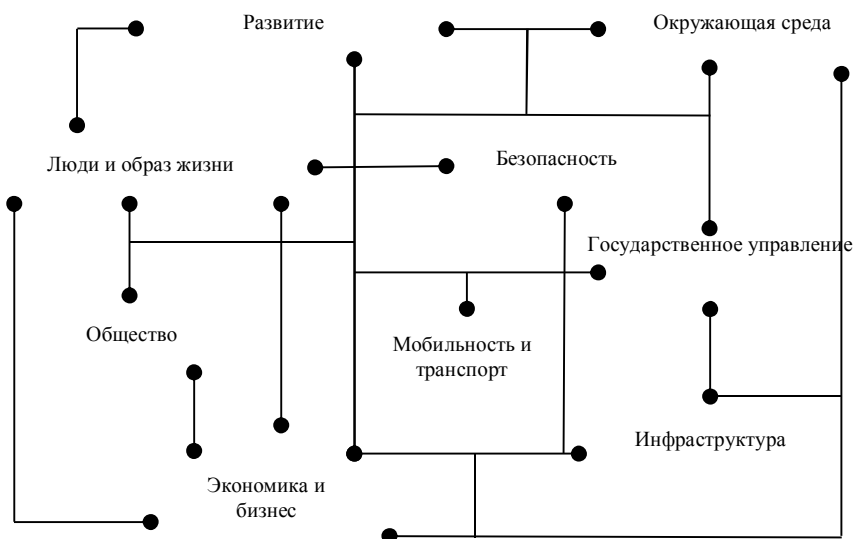 Развитие
Окружающая среда
Люди и образ жизни
Безопасность
Государственное управление
Общество
Мобильность и
транспорт
Инфраструктура
Экономика и
бизнес